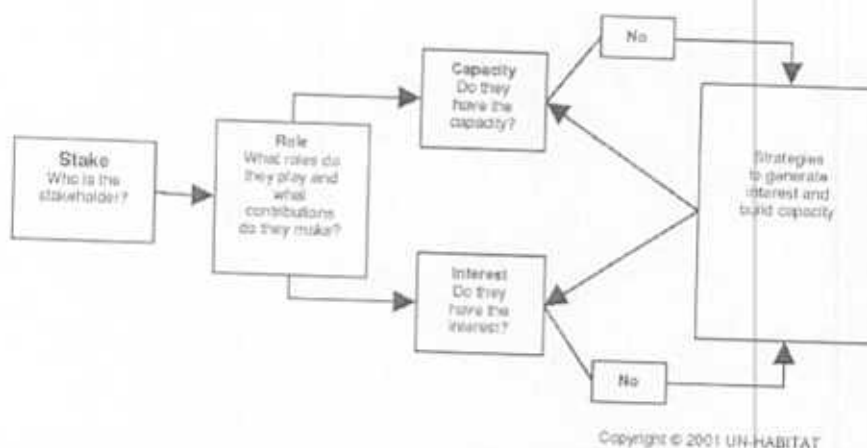 Stake
Who is the
stakeholder?
Role
What roles do
they play and
what
contributions
do they make?
Capacity
Do they
have the
capacity?
No
Interest
Do they
have the
interest?
No
Strategies
to generate
interest and
build capacity
Copyright © 2001 UN-HABITAT